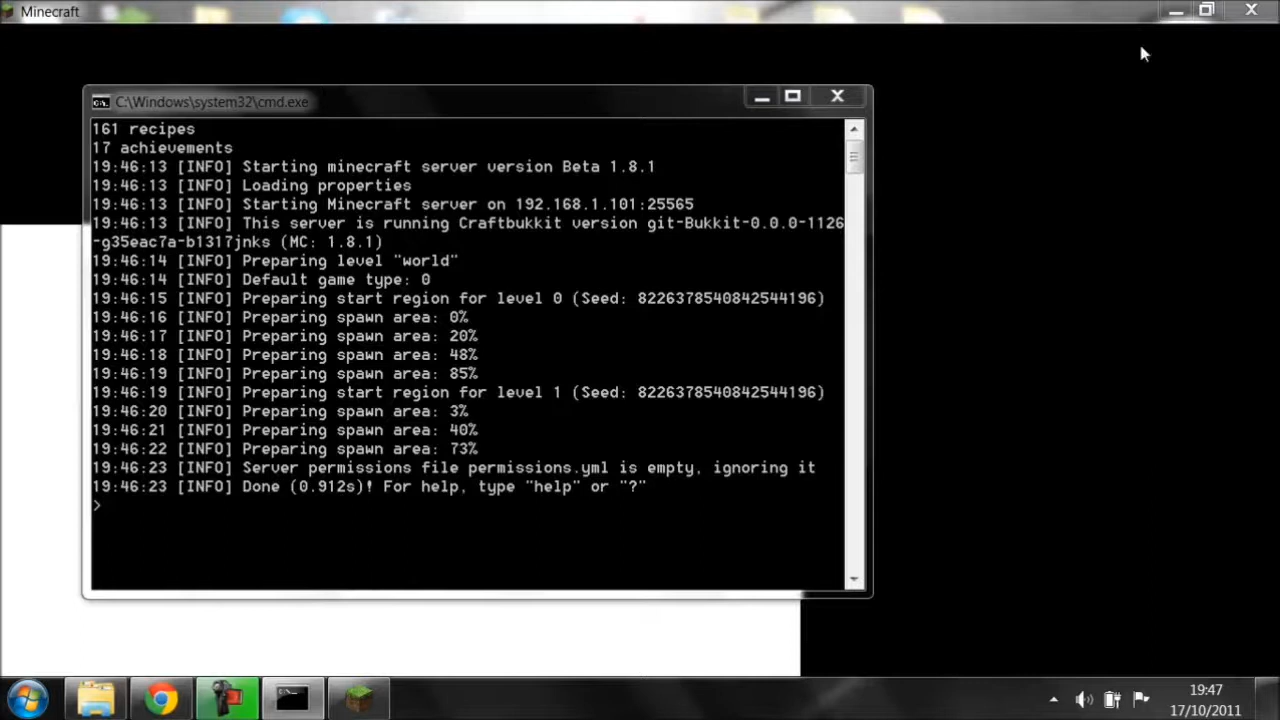 Minecraft
C:\Windows\system32\cmd.exe
161 recipes
17 achievements
19:46:13 [INFO] Starting minecraft server version Beta 1.8.1
19:46:13 [INFO] Loading properties
19:46:13 [INFO] Starting Minecraft server on 192.168.1.101:25565
19:46:13 [INFO] This server is running Craftbukkit version git-Bukkit-0.0.0-1126
-g35eac7a-b1317jnks (MC: 1.8.1)
19:46:14 [INFO] Preparing level "world"
19:46:14 [INFO] Default game type: 0
19:46:15 [INFO] Preparing start region for level 0 (Seed: 8226378540842544196)
19:46:16 [INFO] Preparing spawn area: 0%
19:46:17 [INFO] Preparing spawn area: 20%
19:46:18 [INFO] Preparing spawn area: 48%
19:46:19 [INFO] Preparing spawn area: 85%
19:46:19 [INFO] Preparing start region for level 1 (Seed: 8226378540842544196)
19:46:20 [INFO] Preparing spawn area: 3%
19:46:21 [INFO] Preparing spawn area: 40%
19:46:22 [INFO] Preparing spawn area: 73%
19:46:23 [INFO] Server permissions file permissions.yml is empty, ignoring it
19:46:23 [INFO] Done (0.912s)! For help, type "help" or "?"
>
19:47
17/10/2011